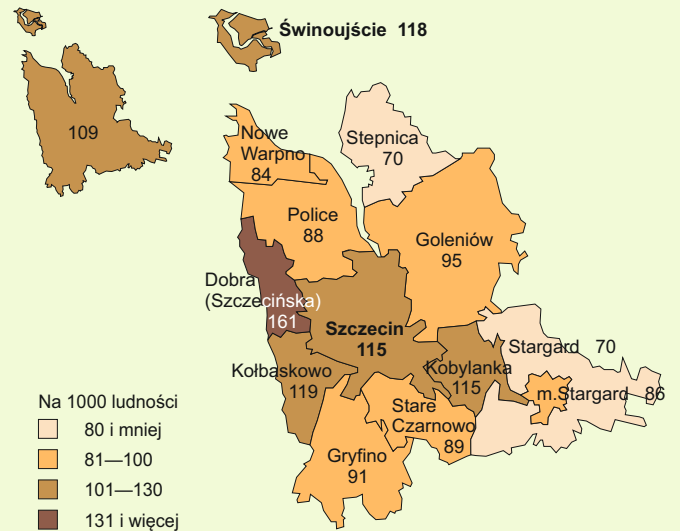 Świnoujście 118
109
Nowe
Warpno
84
Stepnica
70
Police
88
Goleniów
95
Dobra
(Szczecińska)
161
Szczecin
115
Stargard 70
Kołbaskowo
119
Kobylanka
115
m.Stargard 86
Stare
Czarnowo
89
Gryfino
91
Na 1000 ludności
80 i mniej
81—100
101—130
131 i więcej